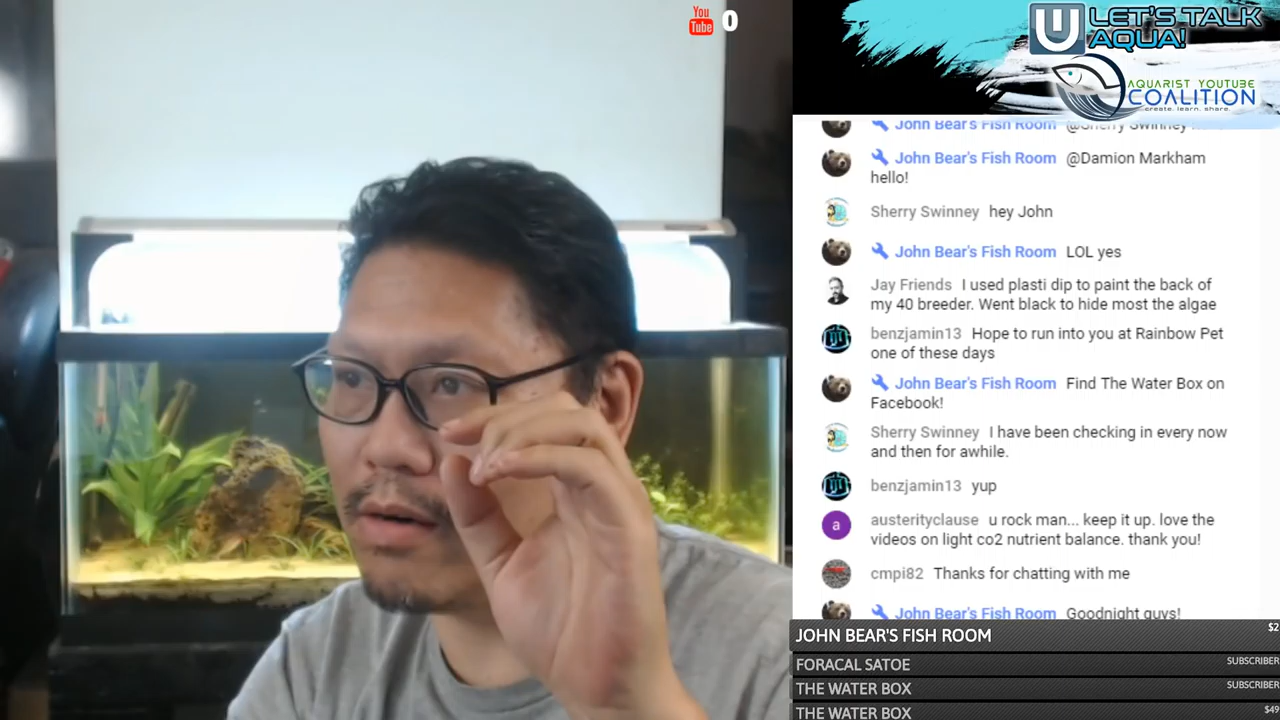 You
Tube
0
LET'S TALK
AQUA!
AQUARIST YOUTUBE
COALITION
create. learn. share.
John Bear's Fish Room @Sherry Swinney
John Bear's Fish Room @Damion Markham
hello!
Sherry Swinney hey John
John Bear's Fish Room LOL yes
Jay Friends I used plasti dip to paint the back of
my 40 breeder. Went black to hide most the algae
benzjamin13 Hope to run into you at Rainbow Pet
one of these days
John Bear's Fish Room Find The Water Box on
Facebook!
Sherry Swinney I have been checking in every now
and then for awhile.
benzjamin13 yup
a
austerityclause u rock man... keep it up. love the
videos on light co2 nutrient balance. thank you!
cmpi82 Thanks for chatting with me
John Bear's Fish Room Goodnight guys!
JOHN BEAR'S FISH ROOM $2
FORACAL SATOE SUBSCRIBER
THE WATER BOX SUBSCRIBER
THE WATER BOX $49